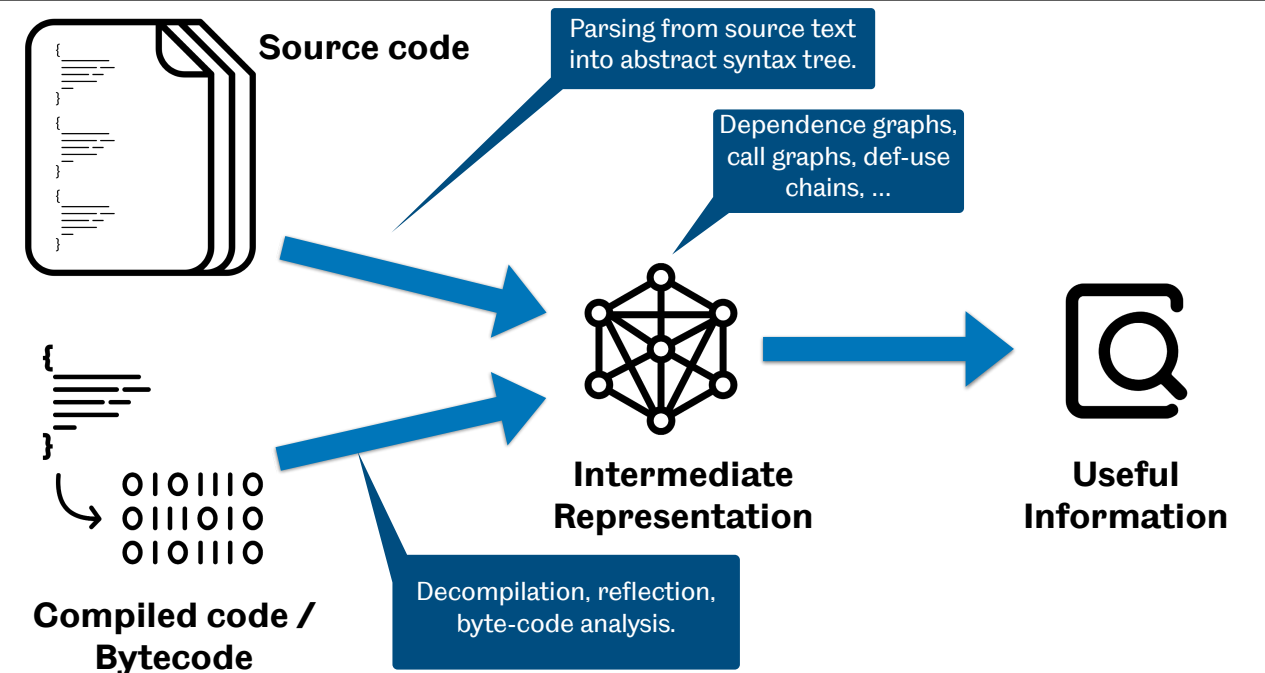 Source code
Parsing from source text
into abstract syntax tree.
Dependence graphs,
call graphs, def-use
chains, ...
{
}
{
}
{
}
{
}
0101110
0111010
0101110
Intermediate
Representation
Useful
Information
Decompilation, reflection,
byte-code analysis.
Compiled code /
Bytecode